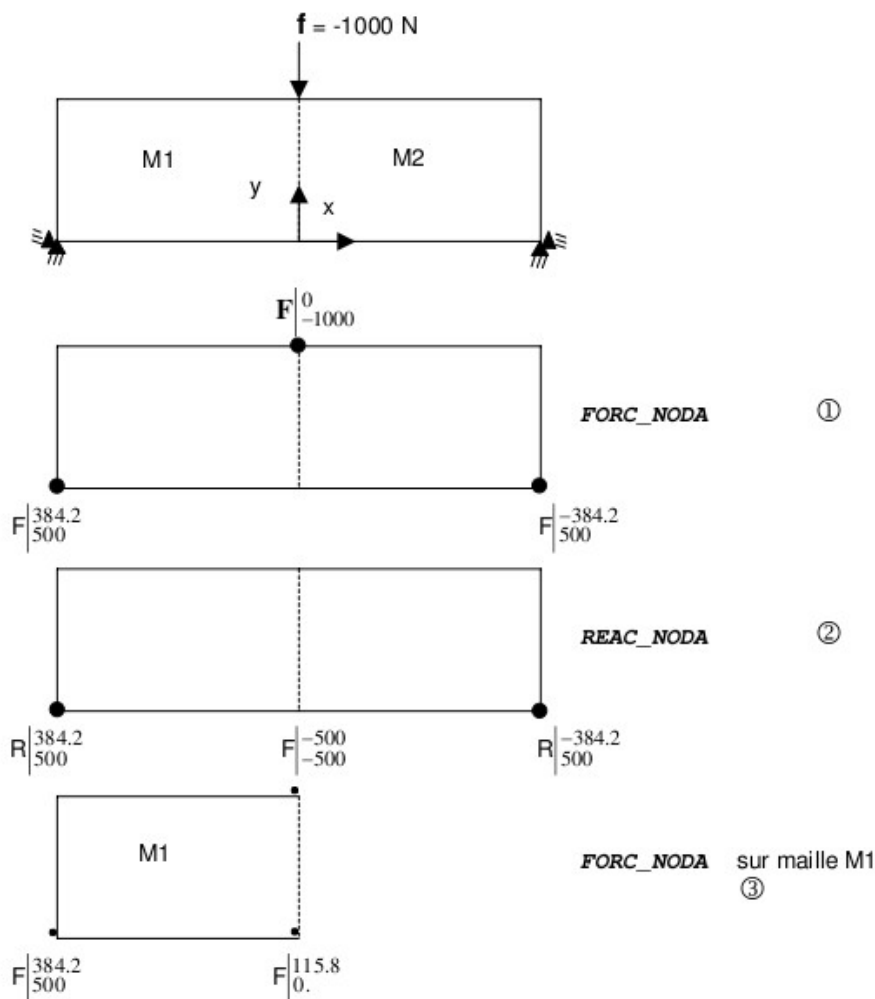 f = -1000 N
M1
M2
y
x
F|0 -1000
FORC_NODA ①
F|384.2 500
F|-384.2 500
REAC_NODA ②
R|384.2 500
F|-500 -500
R|-384.2 500
M1
FORC_NODA sur maille M1
③
F|384.2 500
F|115.8 0.